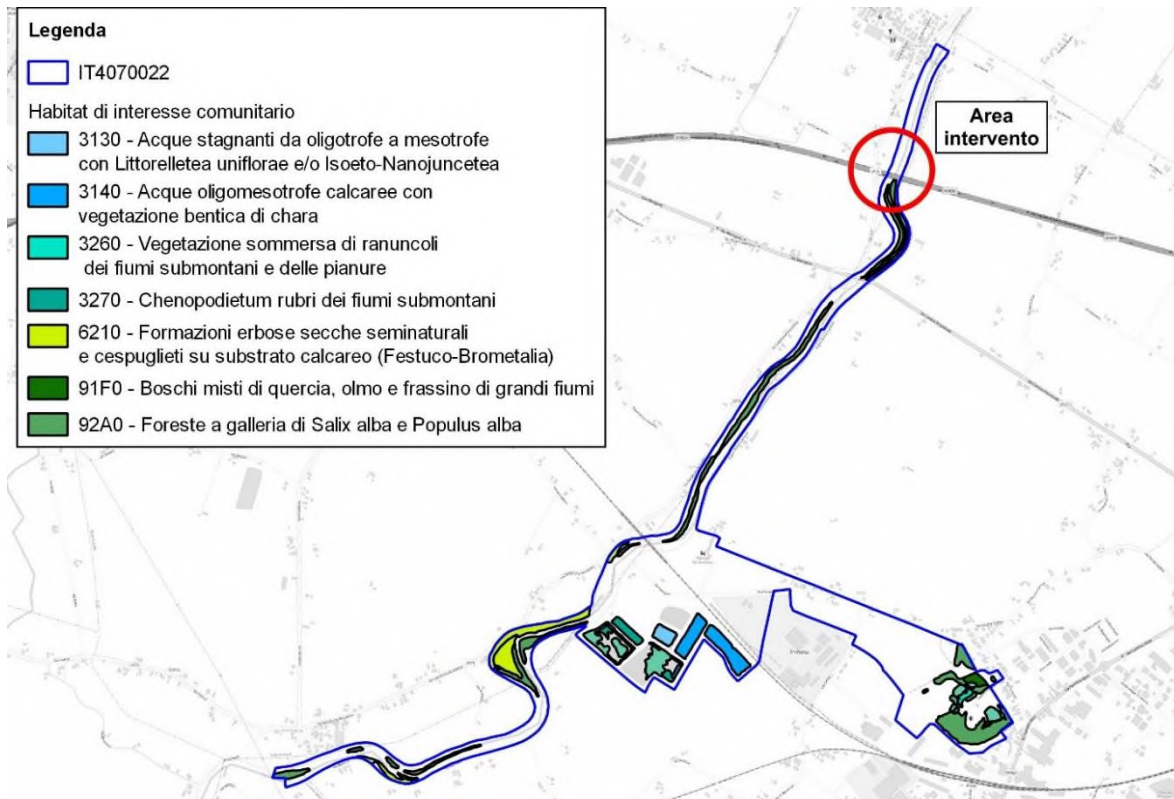 Legenda
IT4070022
Habitat di interesse comunitario
3130 - Acque stagnanti da oligotrofe a mesotrofe
con Littorelletea uniflorae e/o Isoeto-Nanojuncetea
3140 - Acque oligomesotrofe calcaree con
vegetazione bentica di chara
3260 - Vegetazione sommersa di ranuncoli
dei fiumi submontani e delle pianure
3270 - Chenopodietum rubri dei fiumi submontani
6210 - Formazioni erbose secche seminaturali
e cespuglieti su substrato calcareo (Festuco-Brometalia)
91F0 - Boschi misti di quercia, olmo e frassino di grandi fiumi
92A0 - Foreste a galleria di Salix alba e Populus alba
Area
intervento